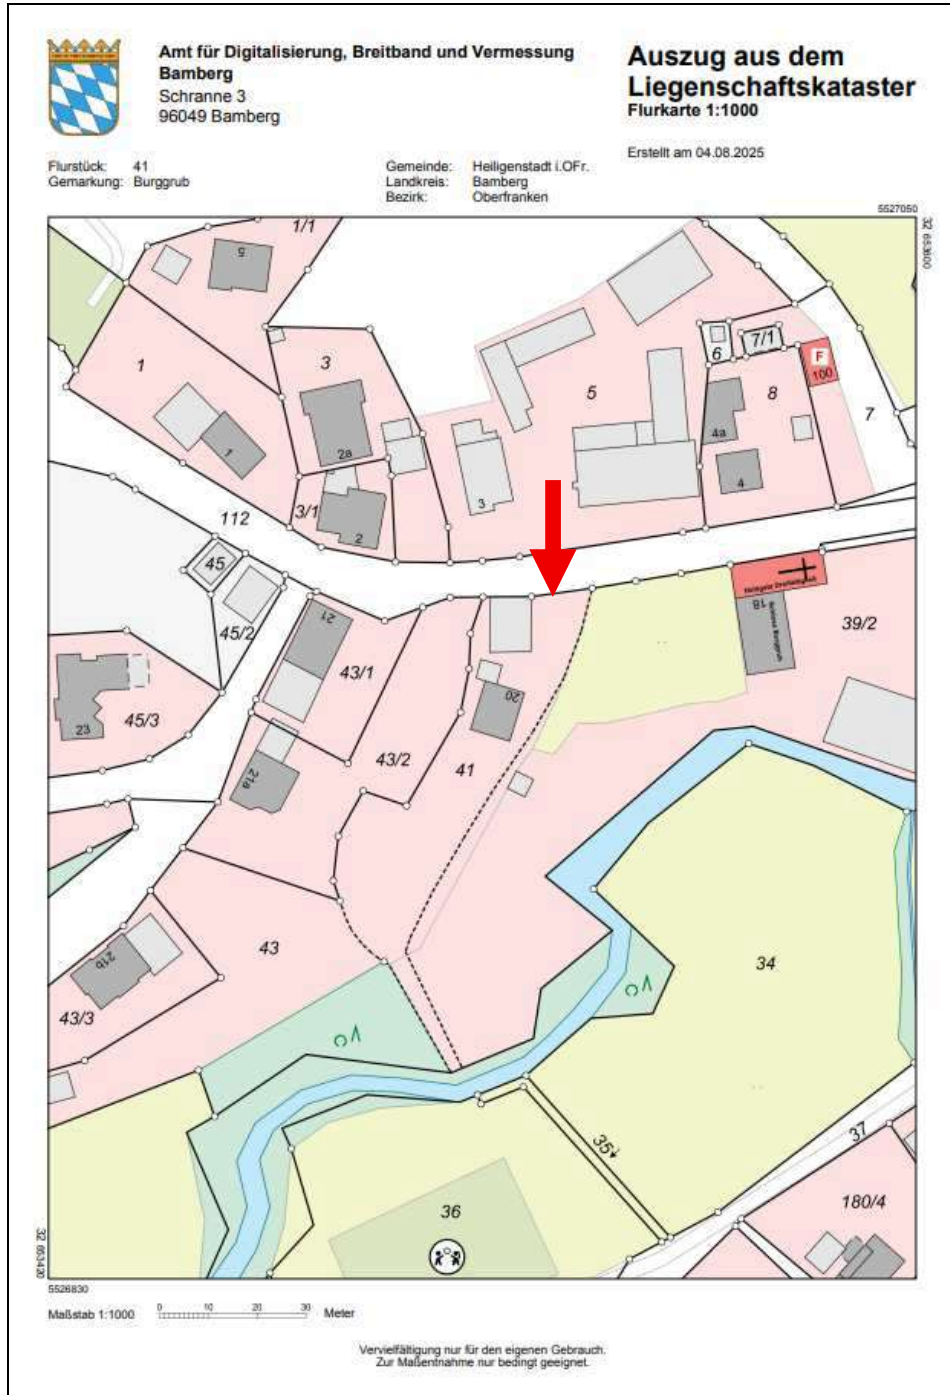 Amt für Digitalisierung, Breitband und Vermessung
Bamberg
Schranne 3
96049 Bamberg
Auszug aus dem
Liegenschaftskataster
Flurkarte 1:1000
Erstellt am 04.08.2025
Flurstück: 41
Gemarkung: Burggrub
Gemeinde: Heiligenstadt i.OFr.
Landkreis: Bamberg
Bezirk: Oberfranken
5527050
32 653600
1/1
5
1
1
3
2a
3/1
2
5
3
6
7/1
F
100
8
4a
4
7
112
45
45/2
45/3
23
21
43/1
21a
43/2
20
41
18
Schloss Burggrub
39/2
43
21b
43/3
34
35
36
37
180/4
32 653400
5526830
Maßstab 1:1000
0 10 20 30 Meter
Vervielfältigung nur für den eigenen Gebrauch.
Zur Maßentnahme nur bedingt geeignet.